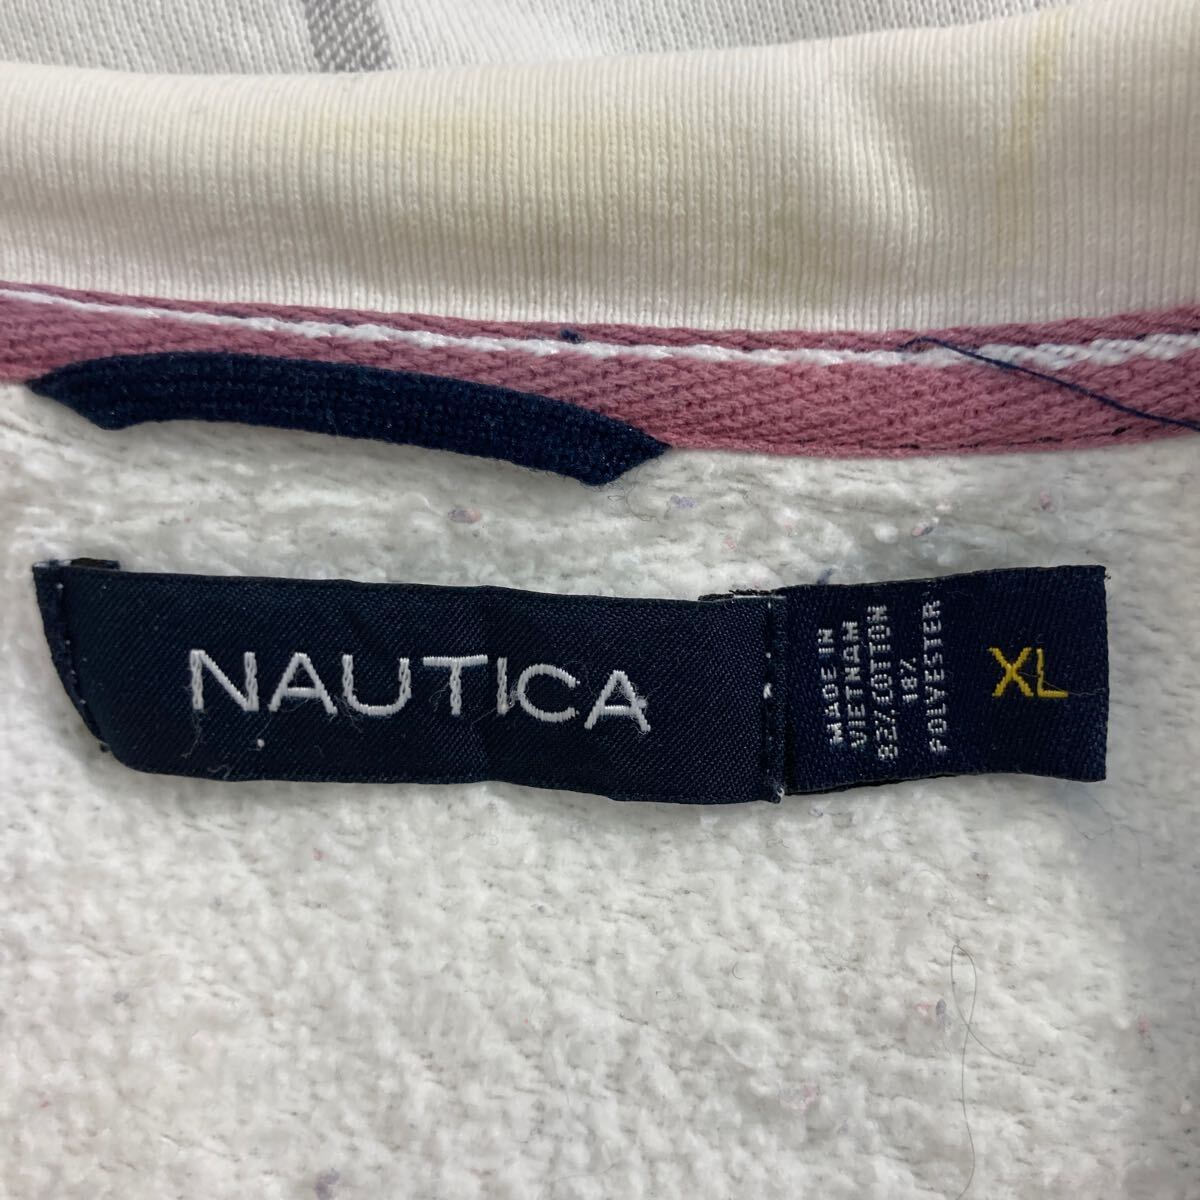 NAUTICA
MADE IN
VIETNAM
82% COTTON
18%
POLYESTER
XL